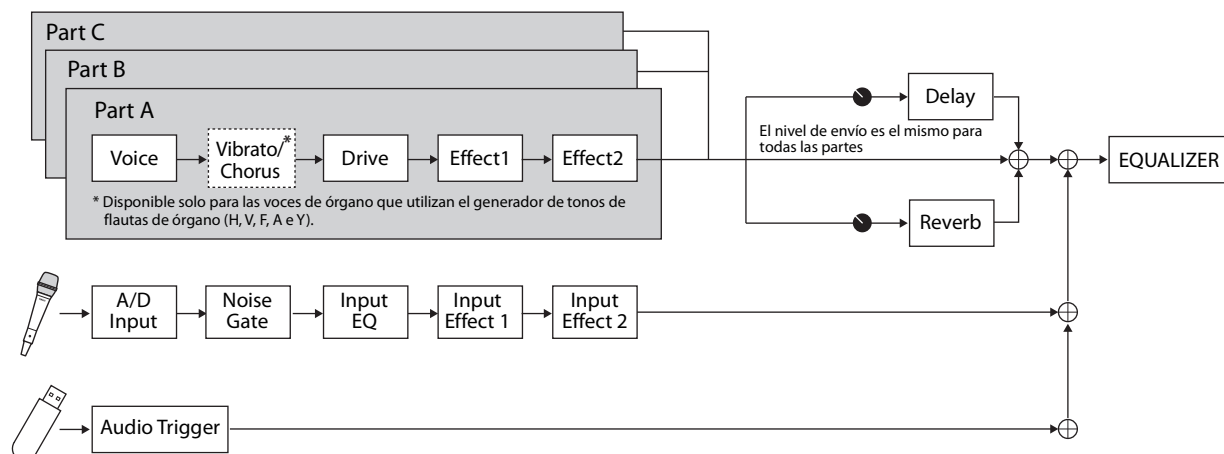 Part C
Part B
Part A
Voice
Vibrato/*
Chorus
Drive
Effect1
Effect2
* Disponible solo para las voces de órgano que utilizan el generador de tonos de
flautas de órgano (H, V, F, A e Y).
Delay
El nivel de envío es el mismo para
todas las partes
Reverb
EQUALIZER
A/D
Input
Noise
Gate
Input
EQ
Input
Effect 1
Input
Effect 2
Audio Trigger